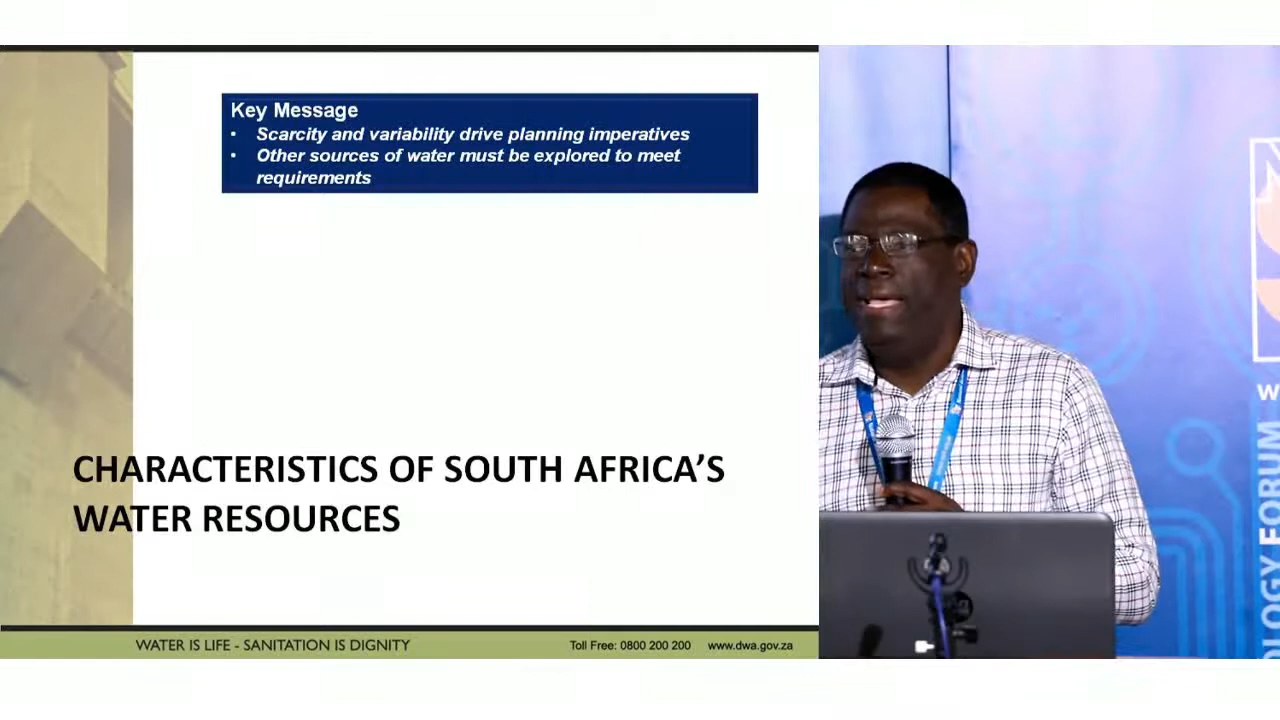 Key Message
• Scarcity and variability drive planning imperatives
• Other sources of water must be explored to meet
requirements
CHARACTERISTICS OF SOUTH AFRICA’S
WATER RESOURCES
WATER IS LIFE - SANITATION IS DIGNITY
Toll Free: 0800 200 200 www.dwa.gov.za
FORUM